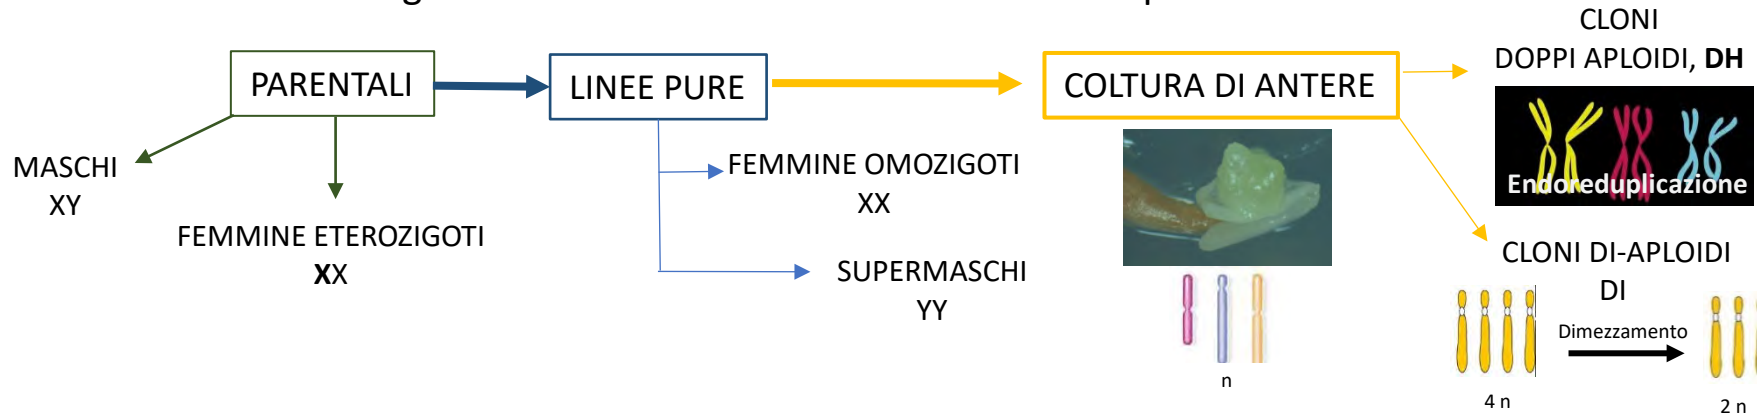 PARENTALI
LINEE PURE
COLTURA DI ANTERE
CLONI
DOPPI APLOIDI, DH
MASCHI
XY
FEMMINE ETEROZIGOTI
XX
FEMMINE OMOZIGOTI
XX
SUPERMASCHI
YY
n
Endoreduplicazione
CLONI DI-APLOIDI
DI
Dimezzamento
4 n
2 n